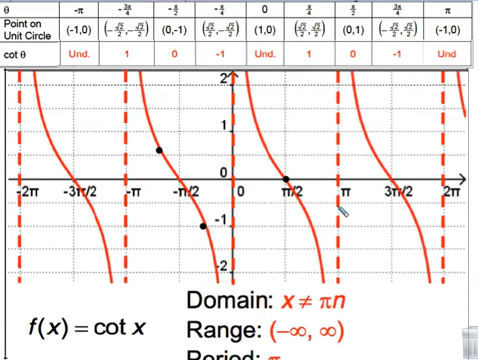 θ -π -3π/4 -π/2 -π/4 0 π/4 π/2 3π/4 π
Point on Unit Circle (-1,0) (-√2/2, -√2/2) (0,-1) (√2/2, -√2/2) (1,0) (√2/2, √2/2) (0,1) (-√2/2, √2/2) (-1,0)
cot θ Und. 1 0 -1 Und. 1 0 -1 Und
2
1
0
-2π -3π/2 -π -π/2 0 π/2 π 3π/2 2π
-1
-2
Domain: x ≠ πn
f(x) = cot x
Range: (-∞, ∞)
Period: π